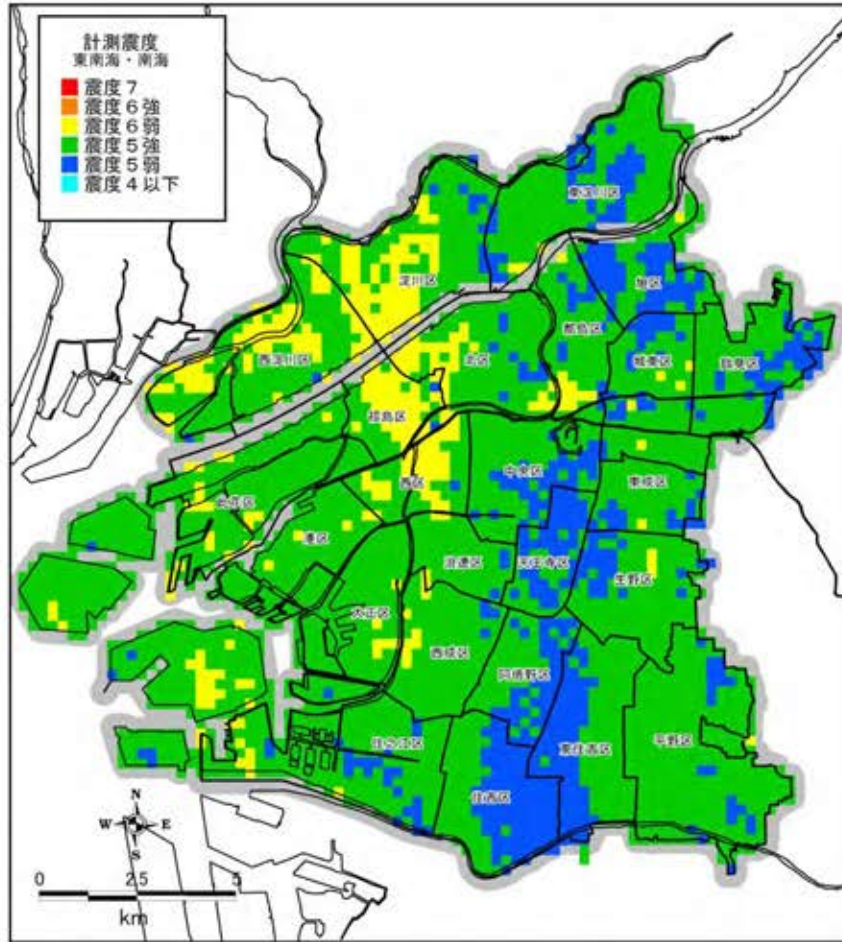 計測震度
東南海・南海
震度７
震度６強
震度６弱
震度５強
震度５弱
震度４以下
東淀川区
淀川区
旭区
都島区
西淀川区
北区
城東区
鶴見区
福島区
中央区
西区
東成区
此花区
港区
浪速区
天王寺区
生野区
大正区
西成区
阿倍野区
住之江区
東住吉区
平野区
住吉区
N
W
E
S
0
2.5
5
km